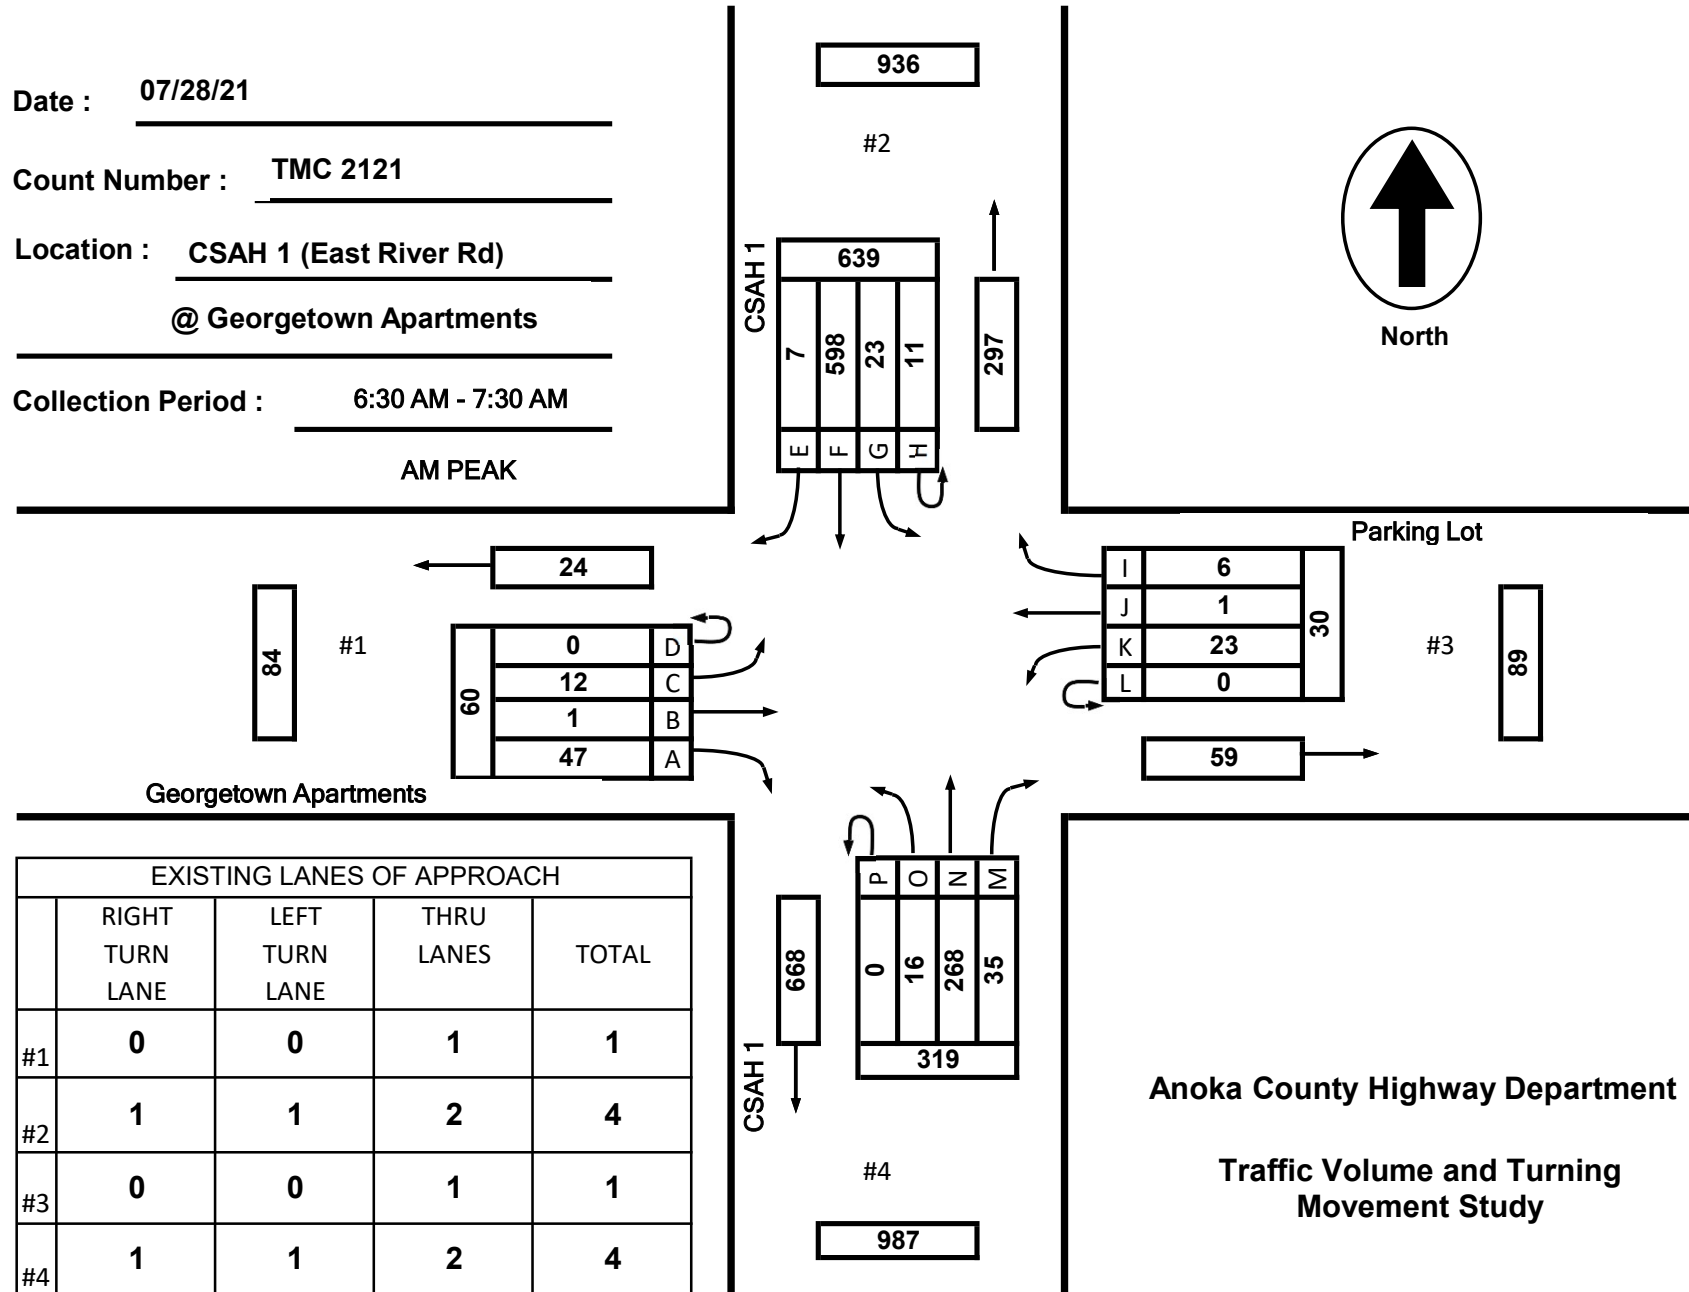 Date : 07/28/21
Count Number : TMC 2121
Location : CSAH 1 (East River Rd)
@ Georgetown Apartments
Collection Period : 6:30 AM - 7:30 AM
AM PEAK
936
#2
CSAH 1
639
7 598 23 11
E F G H
297
North
24
84
#1
60
0 D
12 C
1 B
47 A
Georgetown Apartments
Parking Lot
I 6
J 1
K 23
L 0
30
#3
89
59
P O N M
0 16 268 35
319
668
CSAH 1
#4
987
EXISTING LANES OF APPROACH
RIGHT LEFT THRU
TURN TURN LANES TOTAL
LANE LANE
#1 0 0 1 1
#2 1 1 2 4
#3 0 0 1 1
#4 1 1 2 4
Anoka County Highway Department
Traffic Volume and Turning
Movement Study